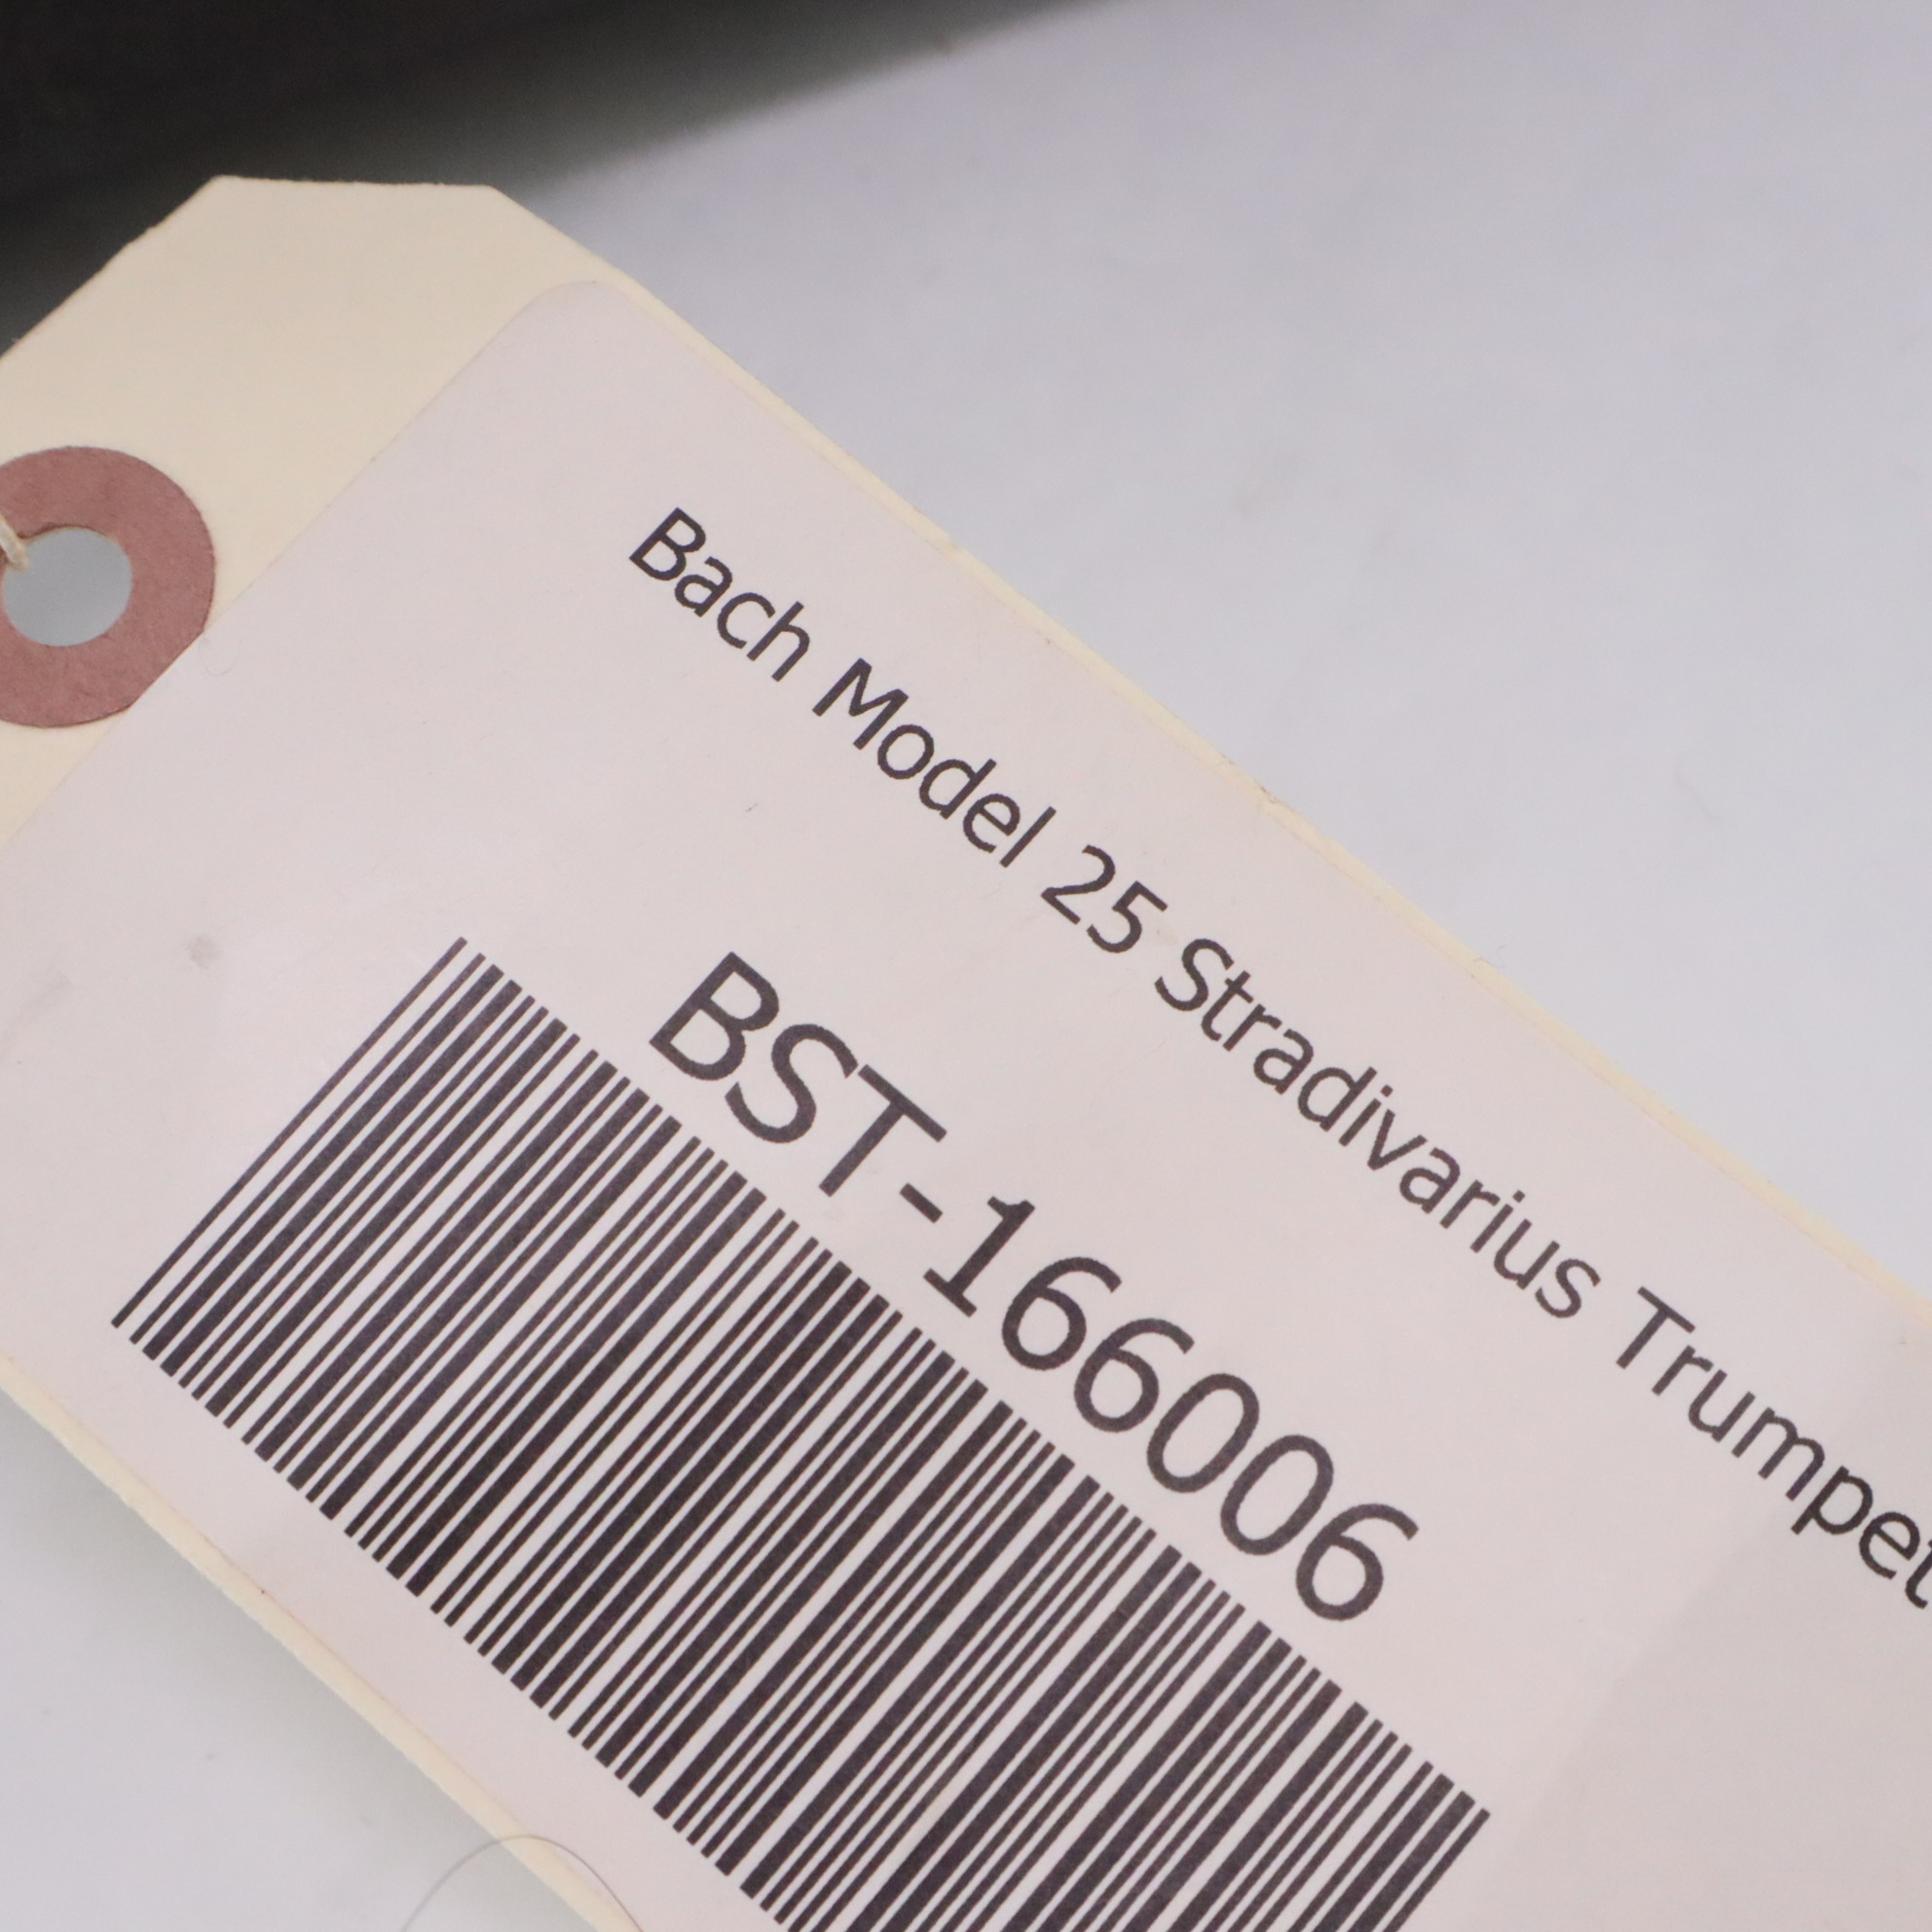 Bach Model 25 Stradivarius Trumpet
BST-166006